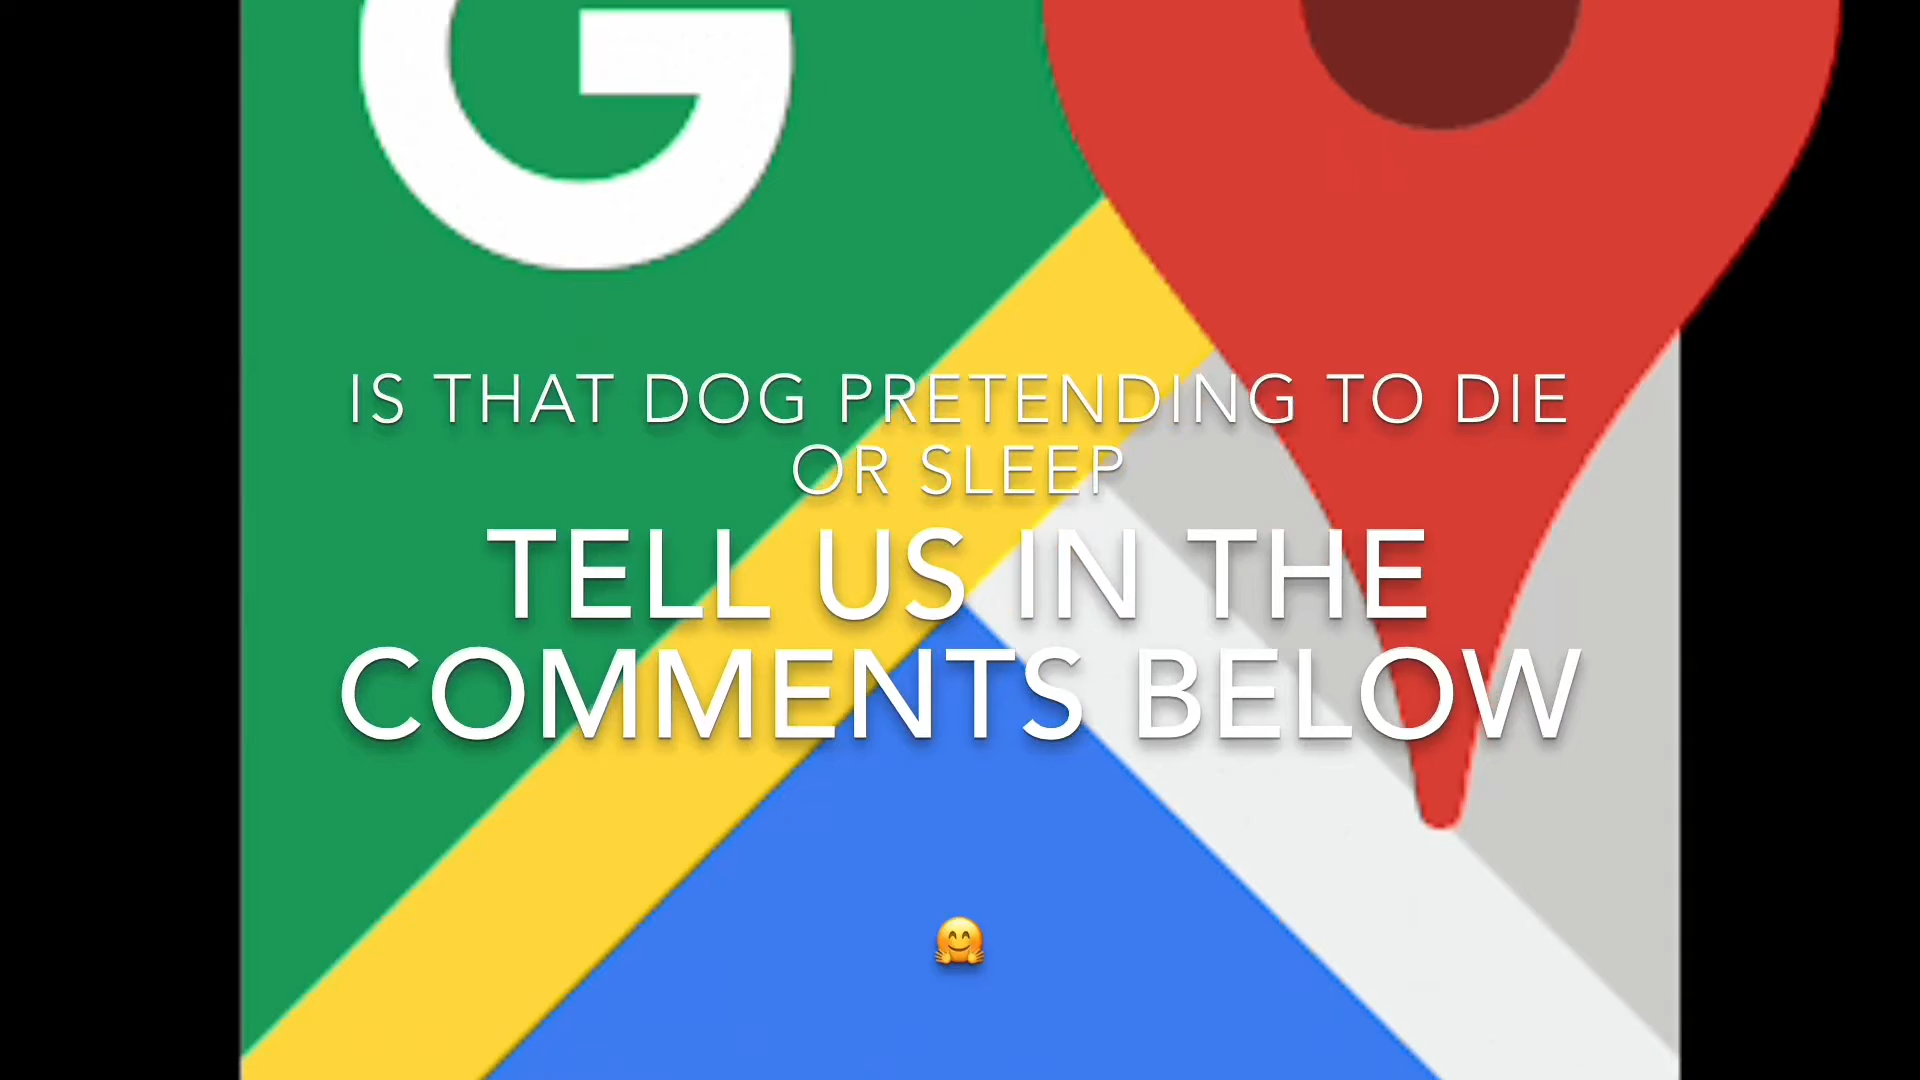 G
IS THAT DOG PRETENDING TO DIE
OR SLEEP
TELL US IN THE
COMMENTS BELOW
🤗